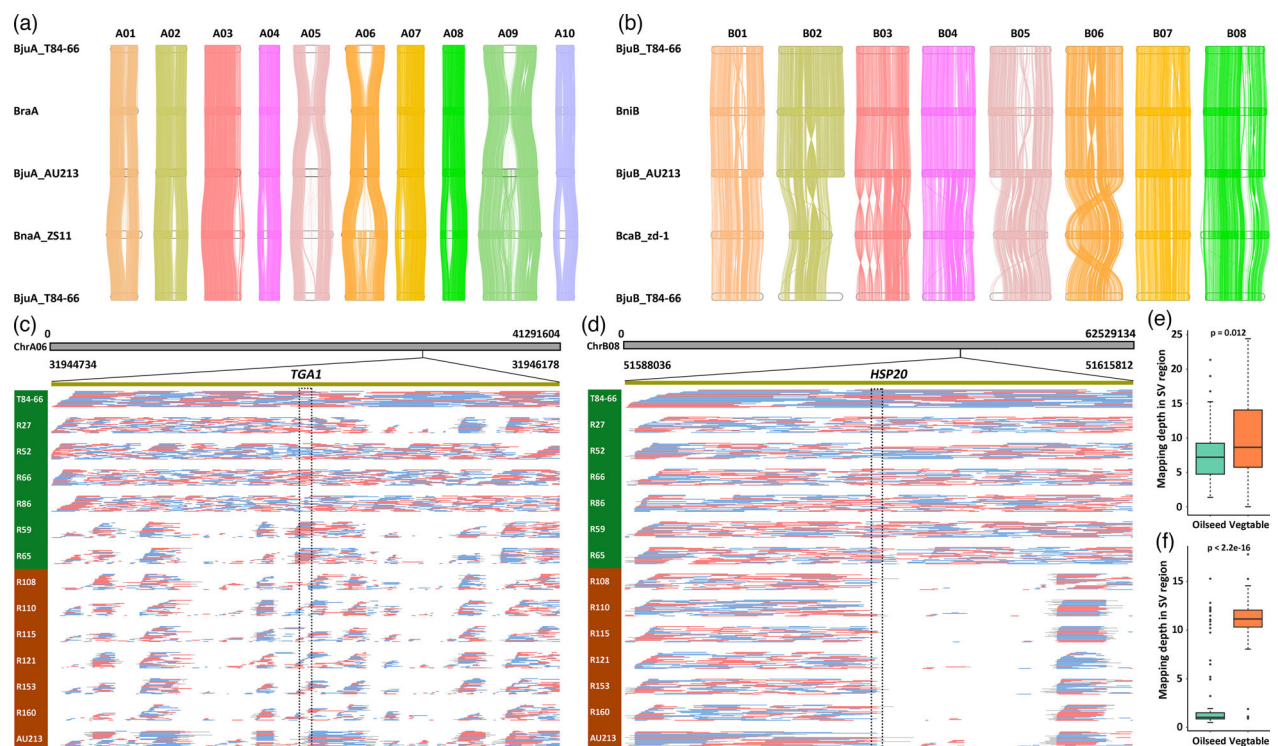 (a)
A01 A02 A03 A04 A05 A06 A07 A08 A09 A10
BjuA_T84-66
BraA
BjuA_AU213
BnaA_ZS11
BjuA_T84-66
(b)
B01 B02 B03 B04 B05 B06 B07 B08
BjuB_T84-66
BniB
BjuB_AU213
BcaB_zd-1
BjuB_T84-66
(c)
0 41291604
ChrA06
31944734 31946178
TGA1
T84-66
R27
R52
R66
R86
R59
R65
R108
R110
R115
R121
R153
R160
AU213
(d)
0 62529134
ChrB08
51588036 51615812
HSP20
T84-66
R27
R52
R66
R86
R59
R65
R108
R110
R115
R121
R153
R160
AU213
(e)
p = 0.012
Mapping depth in SV region
25
20
15
10
5
0
Oilseed Vegtable
(f)
p < 2.2e-16
Mapping depth in SV region
15
10
5
0
Oilseed Vegtable